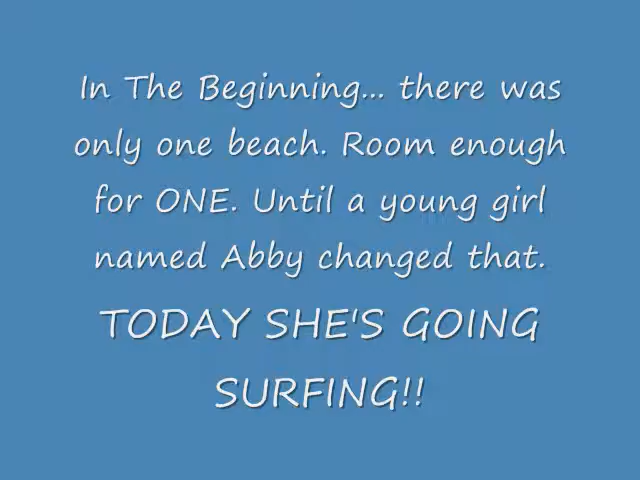 In The Beginning... there was
only one beach. Room enough
for ONE. Until a young girl
named Abby changed that.
TODAY SHE'S GOING
SURFING!!